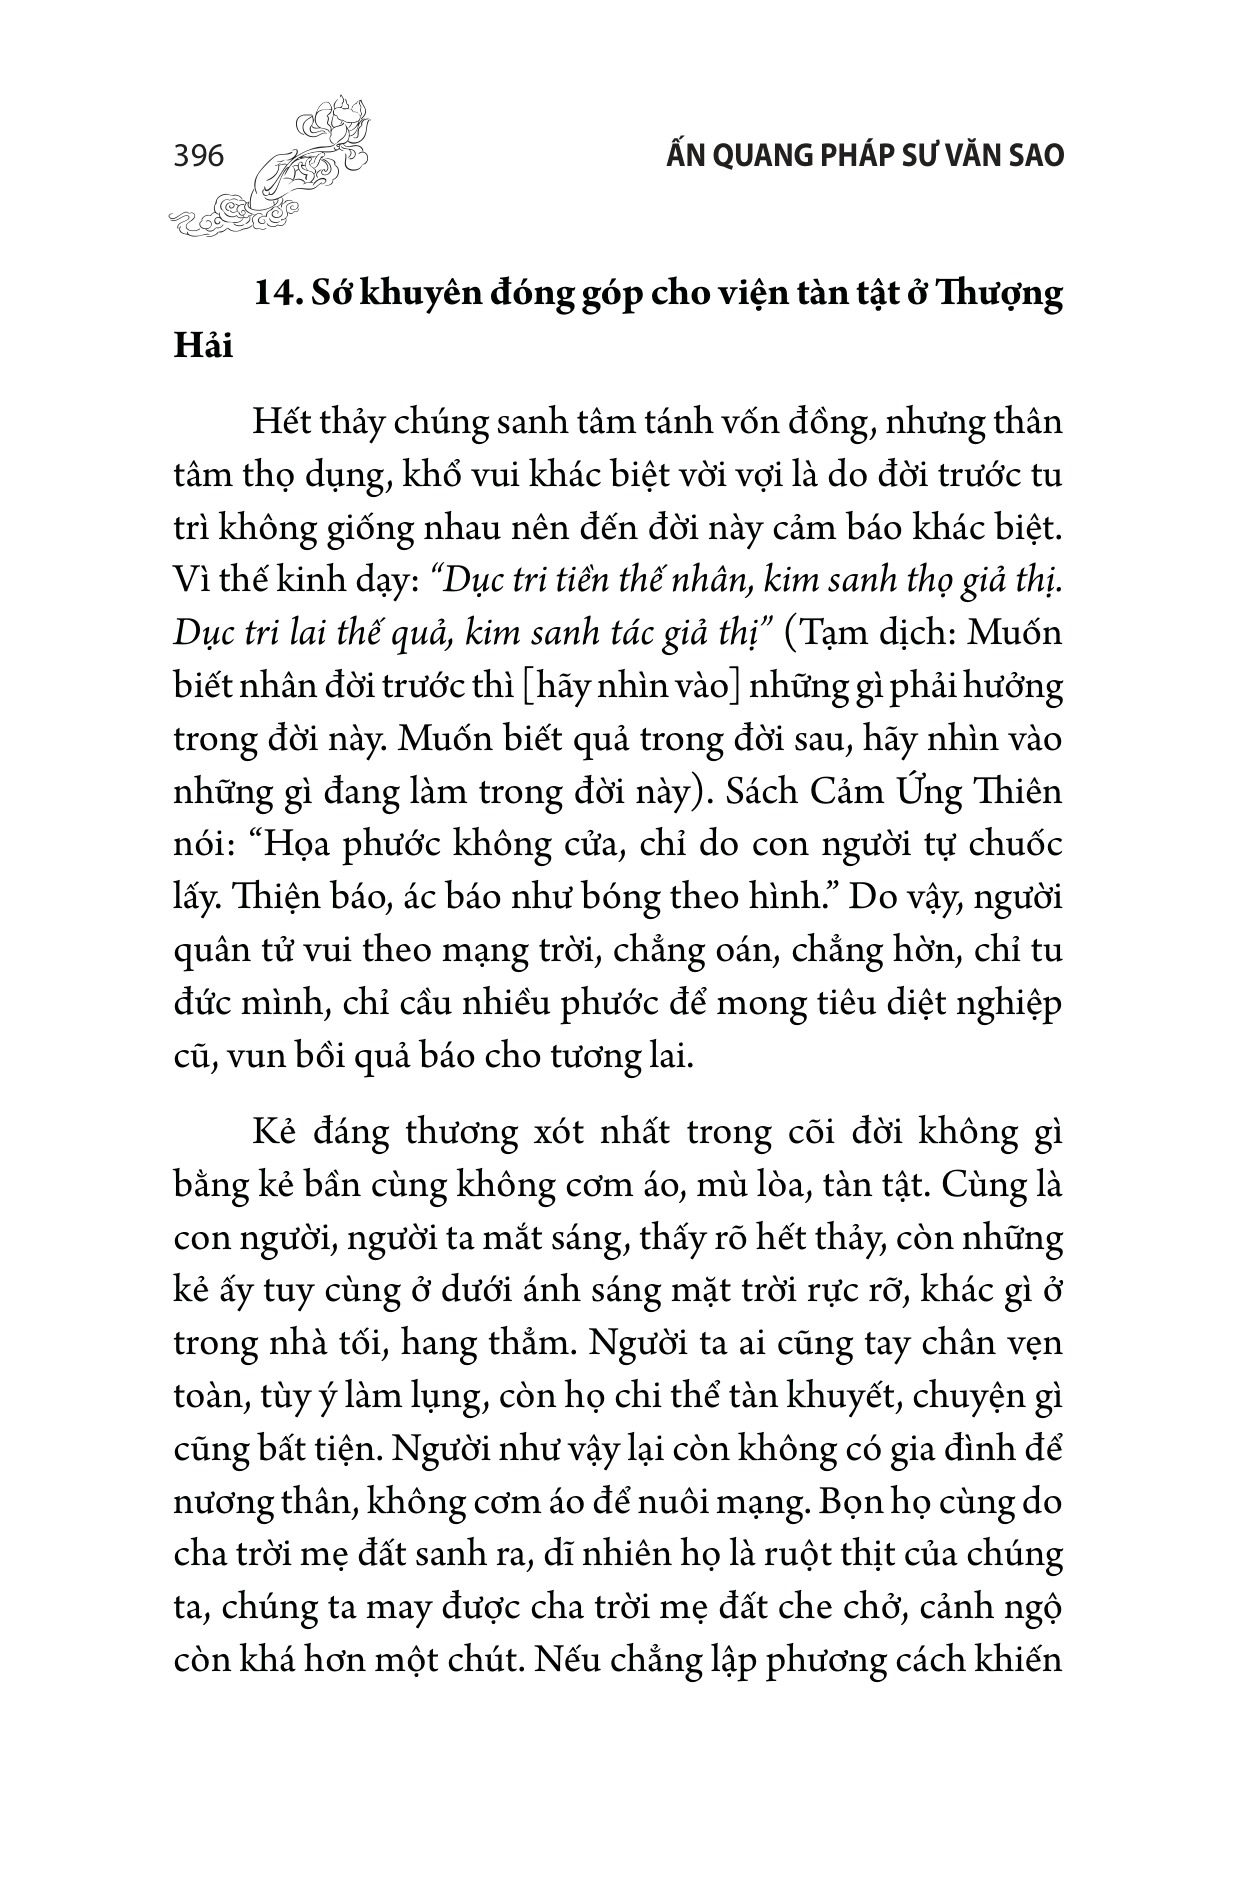 396
ẤN QUANG PHÁP SƯ VĂN SAO
14. Sớ khuyên đóng góp cho viện tàn tật ở Thượng
Hải
Hết thảy chúng sanh tâm tánh vốn đồng, nhưng thân
tâm thọ dụng, khổ vui khác biệt vời vợi là do đời trước tu
trì không giống nhau nên đến đời này cảm báo khác biệt.
Vì thế kinh dạy: “Dục tri tiền thế nhân, kim sanh thọ giả thị.
Dục tri lai thế quả, kim sanh tác giả thị” (Tạm dịch: Muốn
biết nhân đời trước thì [hãy nhìn vào] những gì phải hưởng
trong đời này. Muốn biết quả trong đời sau, hãy nhìn vào
những gì đang làm trong đời này). Sách Cảm Ứng Thiên
nói: “Họa phước không cửa, chỉ do con người tự chuốc
lấy. Thiện báo, ác báo như bóng theo hình.” Do vậy, người
quân tử vui theo mạng trời, chẳng oán, chẳng hờn, chỉ tu
đức mình, chỉ cầu nhiều phước để mong tiêu diệt nghiệp
cũ, vun bồi quả báo cho tương lai.
Kẻ đáng thương xót nhất trong cõi đời không gì
bằng kẻ bần cùng không cơm áo, mù lòa, tàn tật. Cùng là
con người, người ta mắt sáng, thấy rõ hết thảy, còn những
kẻ ấy tuy cùng ở dưới ánh sáng mặt trời rực rỡ, khác gì ở
trong nhà tối, hang thẳm. Người ta ai cũng tay chân vẹn
toàn, tùy ý làm lụng, còn họ chi thể tàn khuyết, chuyện gì
cũng bất tiện. Người như vậy lại còn không có gia đình để
nương thân, không cơm áo để nuôi mạng. Bọn họ cùng do
cha trời mẹ đất sanh ra, dĩ nhiên họ là ruột thịt của chúng
ta, chúng ta may được cha trời mẹ đất che chở, cảnh ngộ
còn khá hơn một chút. Nếu chẳng lập phương cách khiến